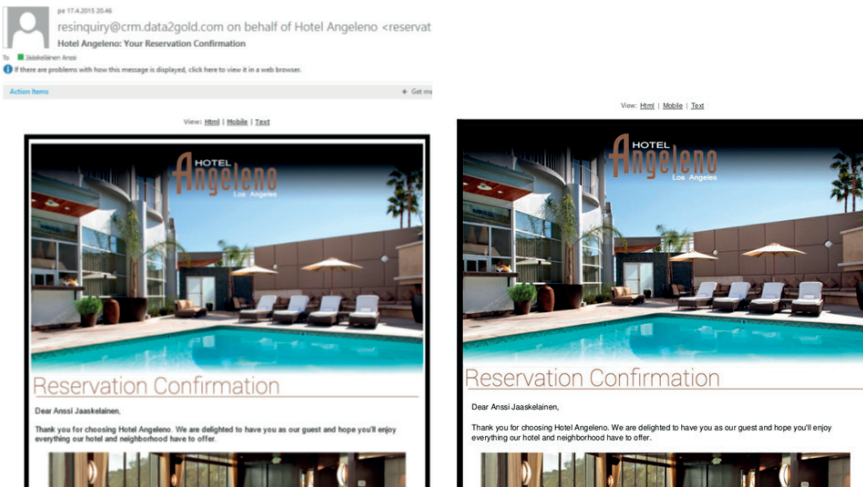 pe 17.4.2015 20.46
resinquiry@crm.data2gold.com on behalf of Hotel Angeleno <reservat
Hotel Angeleno: Your Reservation Confirmation
To Jääskeläinen Anssi
If there are problems with how this message is displayed, click here to view it in a web browser.
Action Items
+ Get mo
View: Html | Mobile | Text
HOTEL
Angeleno
Los Angeles
Reservation Confirmation
Dear Anssi Jaaskelainen,
Thank you for choosing Hotel Angeleno. We are delighted to have you as our guest and hope you'll enjoy
everything our hotel and neighborhood have to offer.
View: Html | Mobile | Text
HOTEL
Angeleno
Los Angeles
Reservation Confirmation
Dear Anssi Jaaskelainen,
Thank you for choosing Hotel Angeleno. We are delighted to have you as our guest and hope you'll enjoy
everything our hotel and neighborhood have to offer.